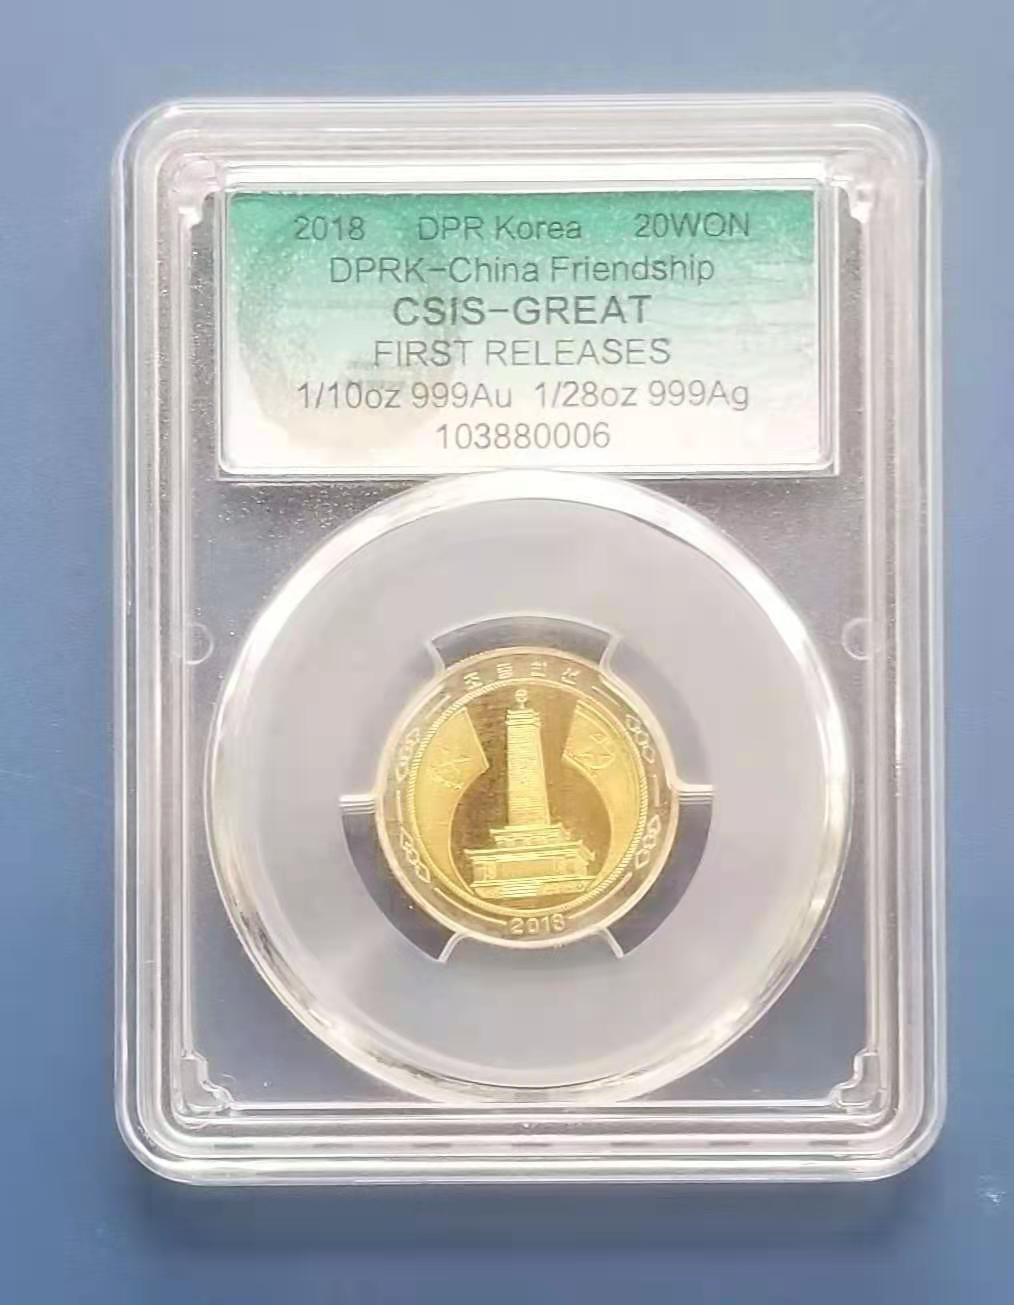 2018 DPR Korea 20WON
DPRK-China Friendship
CSIS-GREAT
FIRST RELEASES
1/10oz 999Au 1/28oz 999Ag
103880006
2018